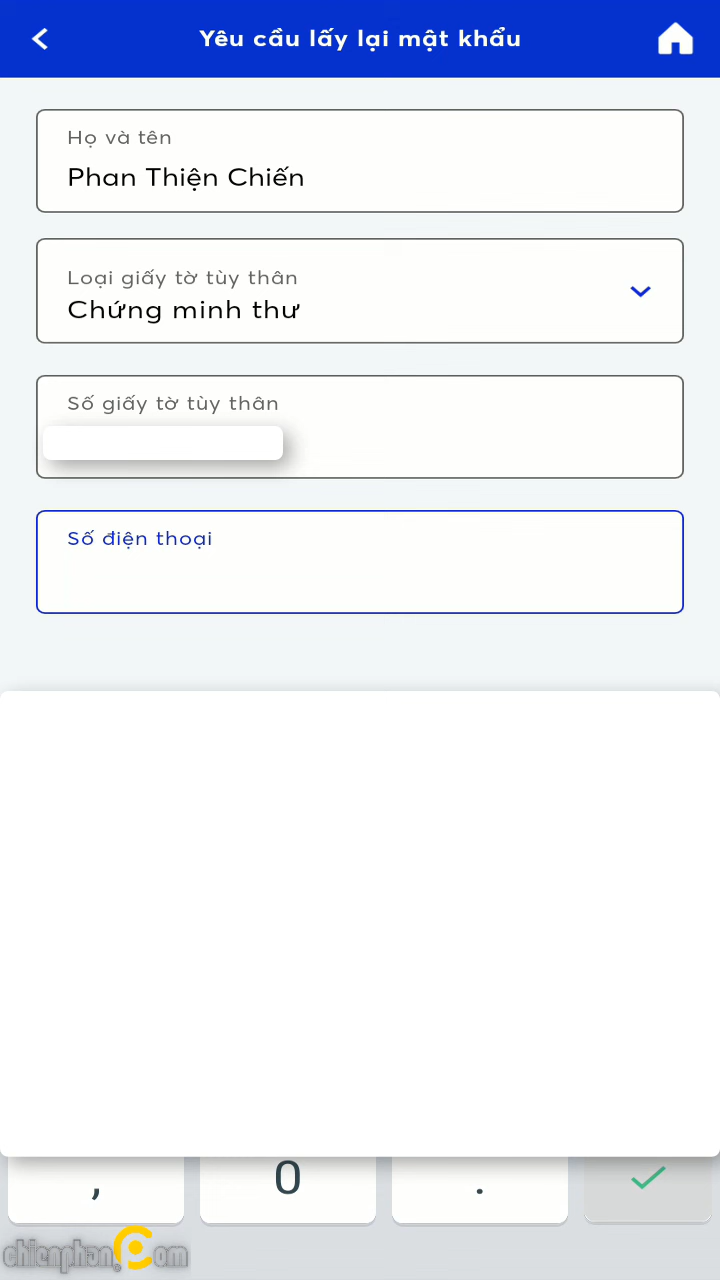 Yêu cầu lấy lại mật khẩu
Họ và tên
Phan Thiện Chiến
Loại giấy tờ tùy thân
Chứng minh thư
Số giấy tờ tùy thân
Số điện thoại
, 0 .
chienphan.Com